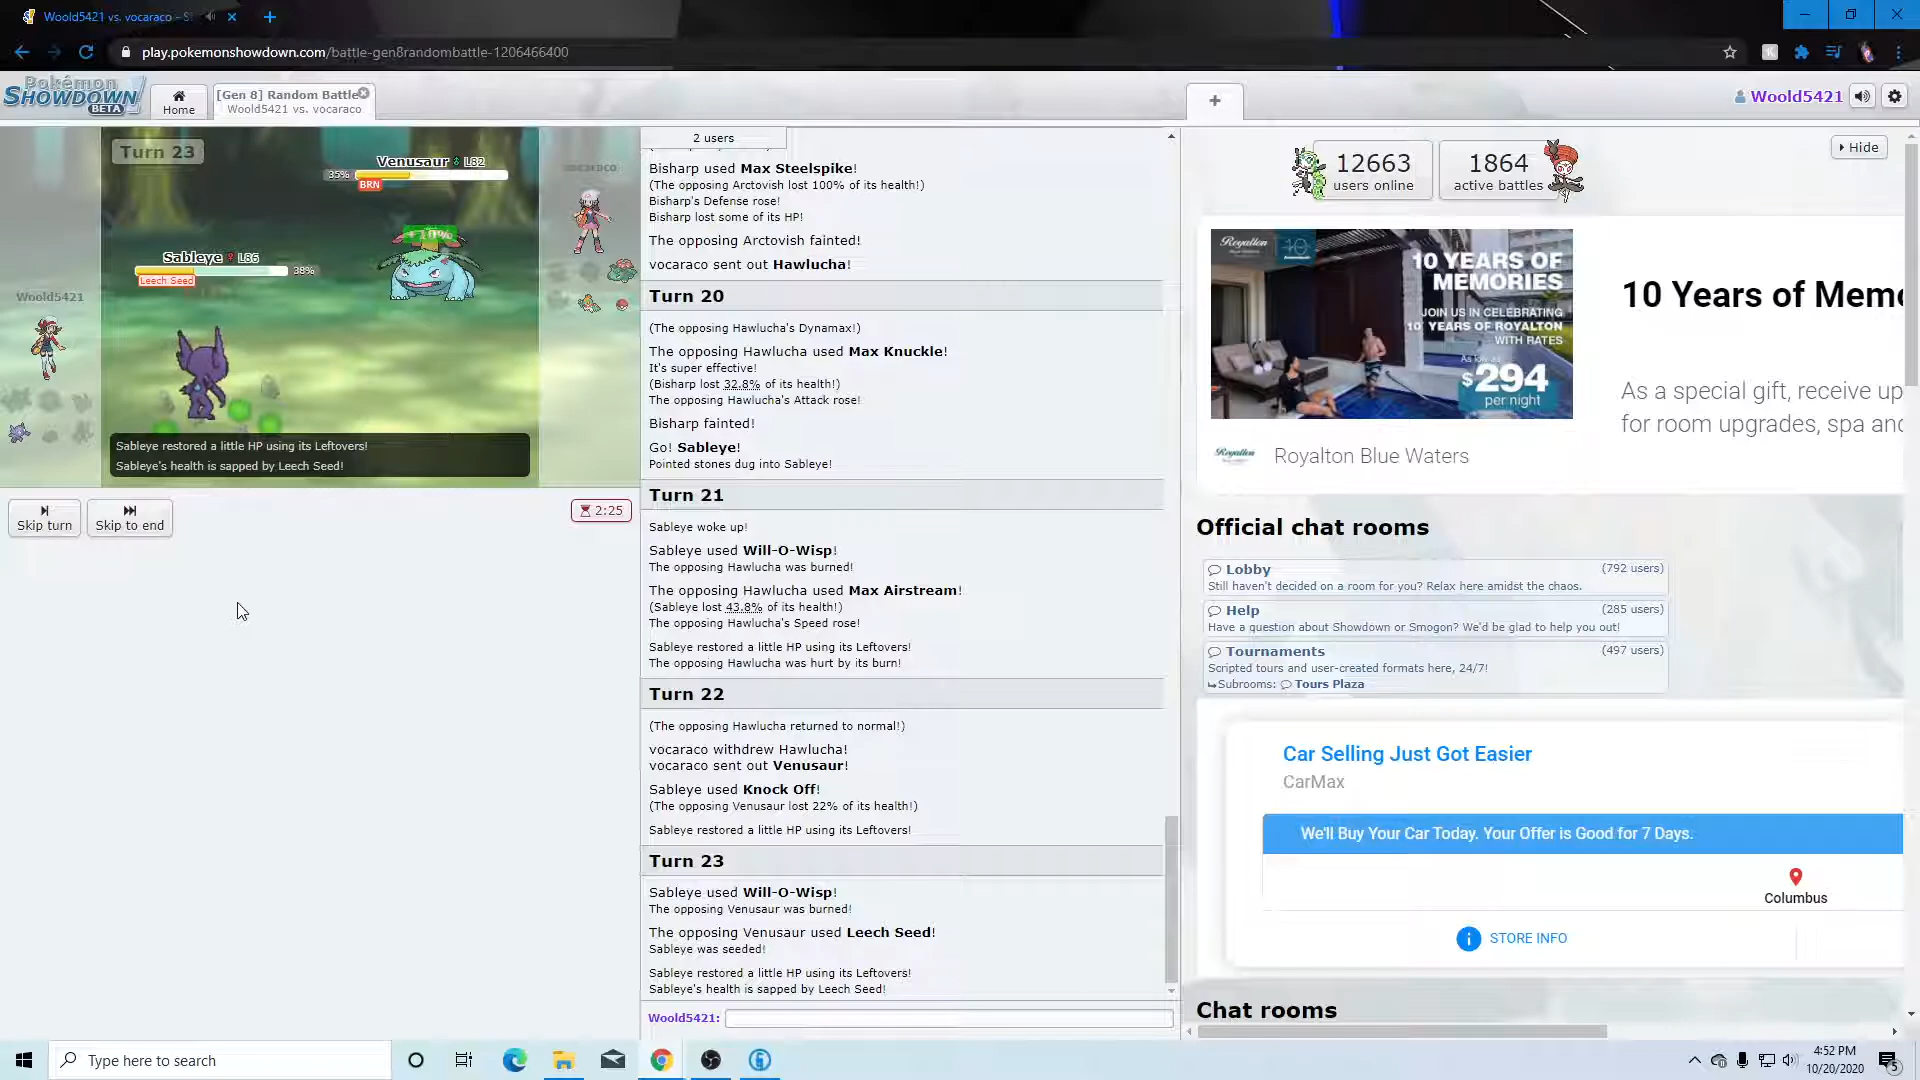 Woold5421 vs. vocaraco - S
play.pokemonshowdown.com/battle-gen8randombattle-1206466400
Pokémon
SHOWDOWN
BETA
Home
[Gen 8] Random Battle
Woold5421 vs. vocaraco
+
Woold5421
Turn 23
Venusaur L82
35%
BRN
Sableye L86
38%
Leech Seed
Woold5421
Sableye restored a little HP using its Leftovers!
Sableye's health is sapped by Leech Seed!
Skip turn
Skip to end
2:25
2 users
Bisharp used Max Steelspike!
(The opposing Arctovish lost 100% of its health!)
Bisharp's Defense rose!
Bisharp lost some of its HP!
The opposing Arctovish fainted!
vocaraco sent out Hawlucha!
Turn 20
(The opposing Hawlucha's Dynamax!)
The opposing Hawlucha used Max Knuckle!
It's super effective!
(Bisharp lost 32.8% of its health!)
The opposing Hawlucha's Attack rose!
Bisharp fainted!
Go! Sableye!
Pointed stones dug into Sableye!
Turn 21
Sableye woke up!
Sableye used Will-O-Wisp!
The opposing Hawlucha was burned!
The opposing Hawlucha used Max Airstream!
(Sableye lost 43.8% of its health!)
The opposing Hawlucha's Speed rose!
Sableye restored a little HP using its Leftovers!
The opposing Hawlucha was hurt by its burn!
Turn 22
(The opposing Hawlucha returned to normal!)
vocaraco withdrew Hawlucha!
vocaraco sent out Venusaur!
Sableye used Knock Off!
(The opposing Venusaur lost 22% of its health!)
Sableye restored a little HP using its Leftovers!
Turn 23
Sableye used Will-O-Wisp!
The opposing Venusaur was burned!
The opposing Venusaur used Leech Seed!
Sableye was seeded!
Sableye restored a little HP using its Leftovers!
Sableye's health is sapped by Leech Seed!
Woold5421:
12663
users online
1864
active battles
Hide
Royalton
10 YEARS OF
MEMORIES
JOIN US IN CELEBRATING
10 YEARS OF ROYALTON
WITH RATES
As low as
$294
per night
10 Years of Memo
As a special gift, receive up
for room upgrades, spa and
Royalton
Royalton Blue Waters
Official chat rooms
Lobby (792 users)
Still haven't decided on a room for you? Relax here amidst the chaos.
Help (285 users)
Have a question about Showdown or Smogon? We'd be glad to help you out!
Tournaments (497 users)
Scripted tours and user-created formats here, 24/7!
Subrooms: Tours Plaza
Car Selling Just Got Easier
CarMax
We'll Buy Your Car Today. Your Offer is Good for 7 Days.
Columbus
STORE INFO
Chat rooms
Type here to search
4:52 PM
10/20/2020
5